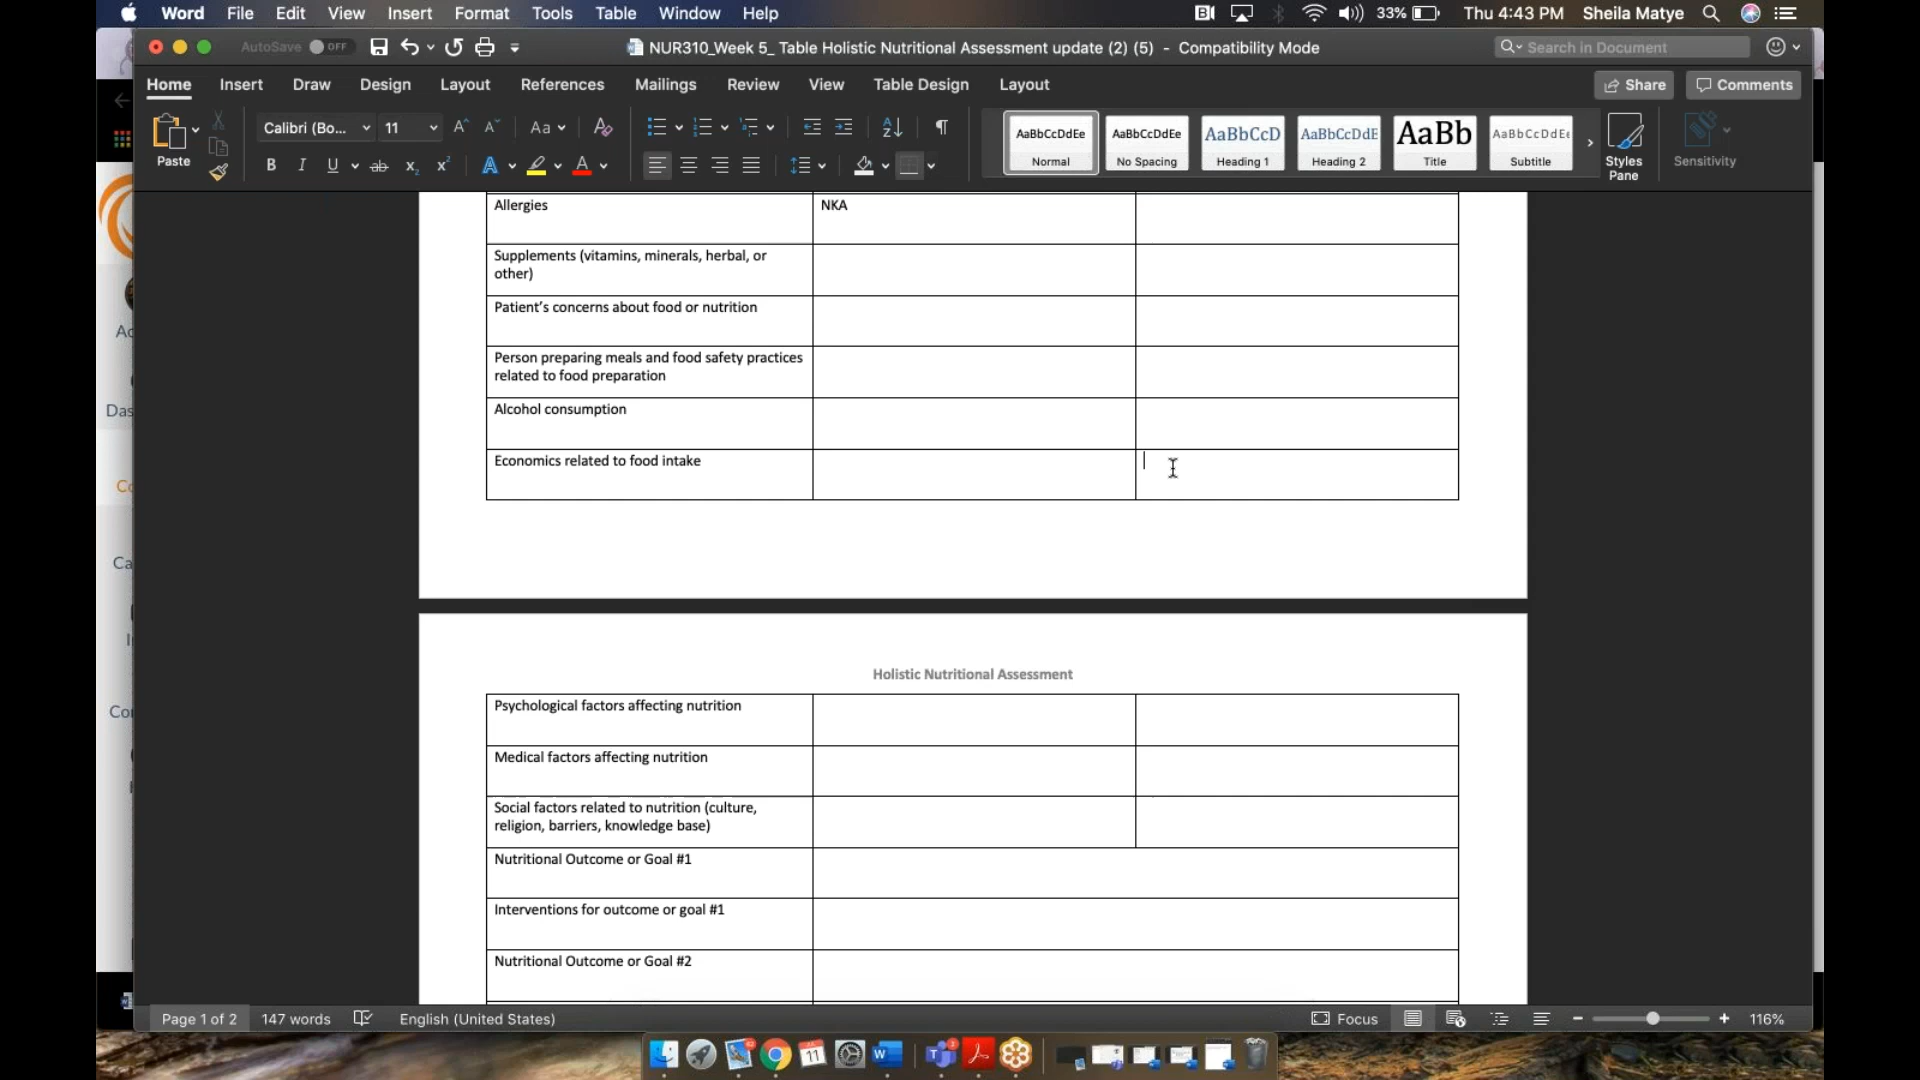 Word File Edit View Insert Format Tools Table Window Help 33% Thu 4:43 PM Sheila Matye
AutoSave OFF NUR310_Week 5_ Table Holistic Nutritional Assessment update (2) (5) - Compatibility Mode Search in Document
Home Insert Draw Design Layout References Mailings Review View Table Design Layout Share Comments
Paste
Calibri (Bo... 11
AaBbCcDdEe Normal
AaBbCcDdEe No Spacing
AaBbCcD Heading 1
AaBbCcDdE Heading 2
AaBb Title
AaBbCcDdEe Subtitle
Styles
Pane
Sensitivity
Allergies NKA
Supplements (vitamins, minerals, herbal, or
other)
Patient's concerns about food or nutrition
Person preparing meals and food safety practices
related to food preparation
Alcohol consumption
Economics related to food intake
Holistic Nutritional Assessment
Psychological factors affecting nutrition
Medical factors affecting nutrition
Social factors related to nutrition (culture,
religion, barriers, knowledge base)
Nutritional Outcome or Goal #1
Interventions for outcome or goal #1
Nutritional Outcome or Goal #2
Page 1 of 2 147 words English (United States) Focus 116%